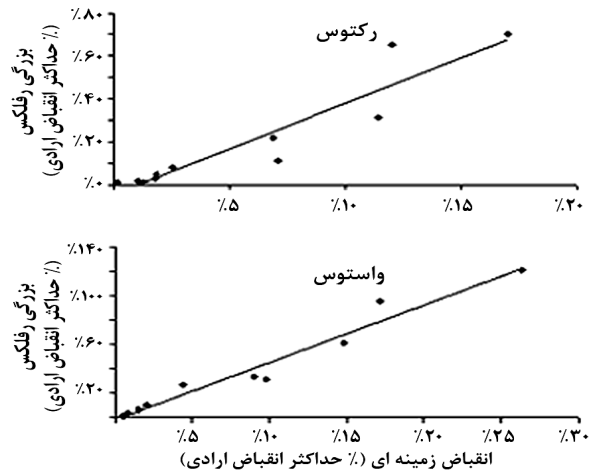 ٪.۸۰
٪.۶۰
٪.۴۰
٪.۲۰
٪.۰
بزرگی رفلکس
(٪ حداکثر انقباض ارادی)
رکتوس
٪.۵
٪.۱۰
٪.۱۵
٪.۲۰
٪.۱۴۰
٪.۱۰۰
٪.۶۰
٪.۲۰
بزرگی رفلکس
(٪ حداکثر انقباض ارادی)
واستوس
٪.۵
٪.۱۰
٪.۱۵
٪.۲۰
٪.۲۵
٪.۳۰
انقباض زمینه ای (٪ حداکثر انقباض ارادی)